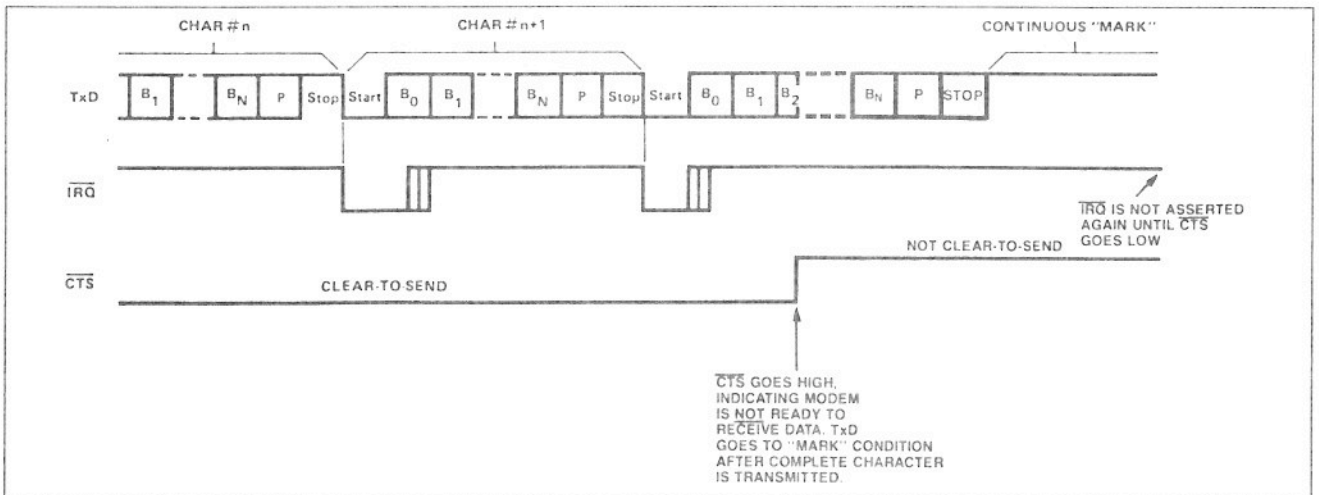 CHAR #n
CHAR #n+1
CONTINUOUS "MARK"
TxD B1 BN P Stop Start B0 B1 BN P Stop Start B0 B1 B2 BN P STOP
IRQ
IRQ IS NOT ASSERTED
AGAIN UNTIL CTS
GOES LOW
NOT CLEAR-TO-SEND
CTS
CLEAR-TO-SEND
CTS GOES HIGH,
INDICATING MODEM
IS NOT READY TO
RECEIVE DATA. TxD
GOES TO "MARK" CONDITION
AFTER COMPLETE CHARACTER
IS TRANSMITTED.